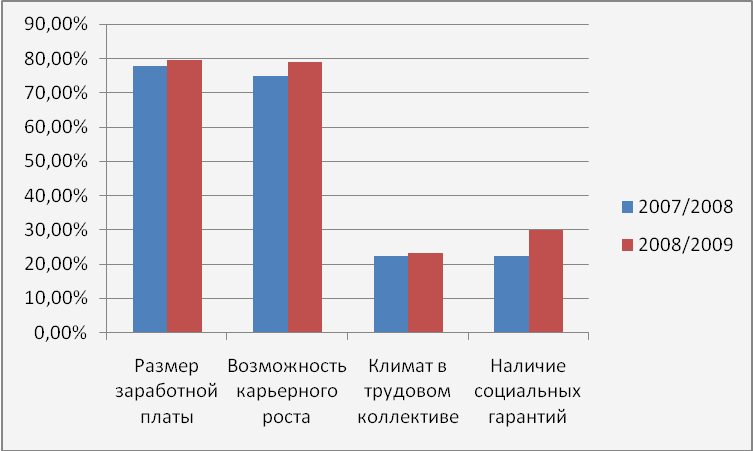 90,00%
80,00%
70,00%
60,00%
50,00%
40,00%
30,00%
20,00%
10,00%
0,00%
Размер
заработной
платы
Возможность
карьерного
роста
Климат в
трудовом
коллективе
Наличие
социальных
гарантий
2007/2008
2008/2009